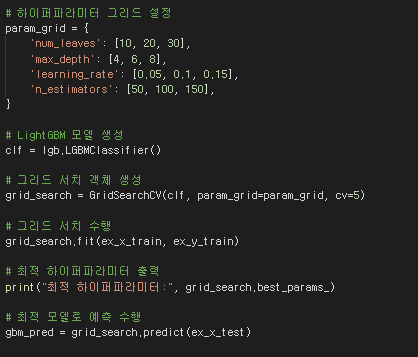 # 하이퍼파라미터 그리드 설정
param_grid = {
    'num_leaves': [10, 20, 30],
    'max_depth': [4, 6, 8],
    'learning_rate': [0.05, 0.1, 0.15],
    'n_estimators': [50, 100, 150],
}
# LightGBM 모델 생성
clf = lgb.LGBMClassifier()
# 그리드 서치 객체 생성
grid_search = GridSearchCV(clf, param_grid=param_grid, cv=5)
# 그리드 서치 수행
grid_search.fit(ex_x_train, ex_y_train)
# 최적 하이퍼파라미터 출력
print("최적 하이퍼파라미터:", grid_search.best_params_)
# 최적 모델로 예측 수행
gbm_pred = grid_search.predict(ex_x_test)